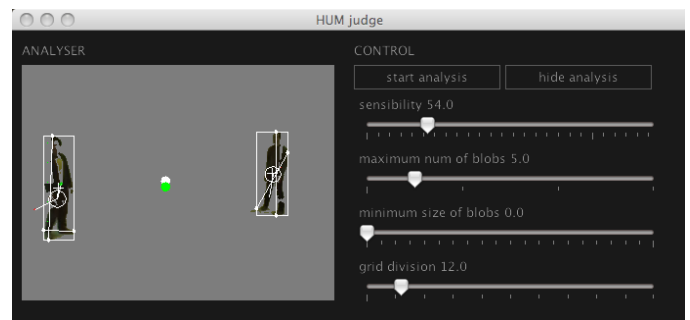 HUM judge
ANALYSER
CONTROL
start analysis
hide analysis
sensibility 54.0
maximum num of blobs 5.0
minimum size of blobs 0.0
grid division 12.0